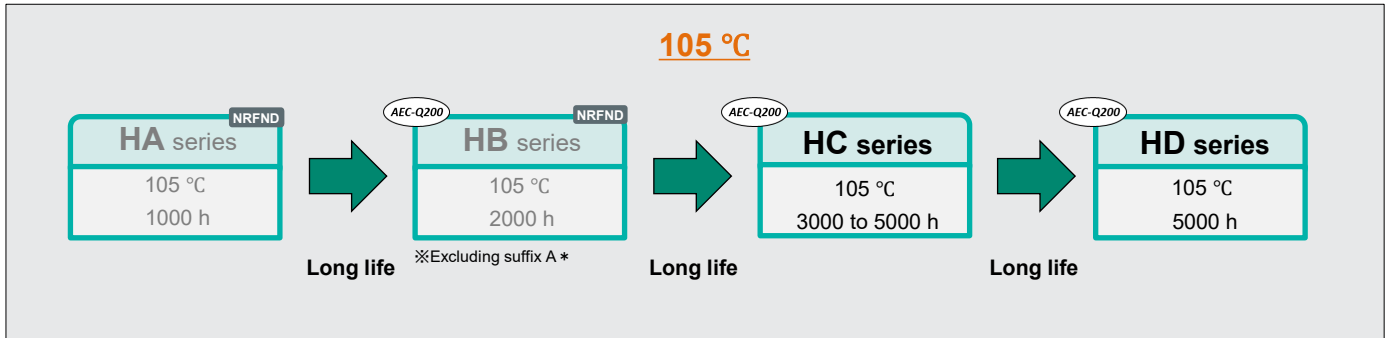 105 ℃
NRFND
HA series
105 ℃
1000 h
Long life
AEC-Q200
NRFND
HB series
105 ℃
2000 h
※Excluding suffix A＊
Long life
AEC-Q200
HC series
105 ℃
3000 to 5000 h
Long life
AEC-Q200
HD series
105 ℃
5000 h